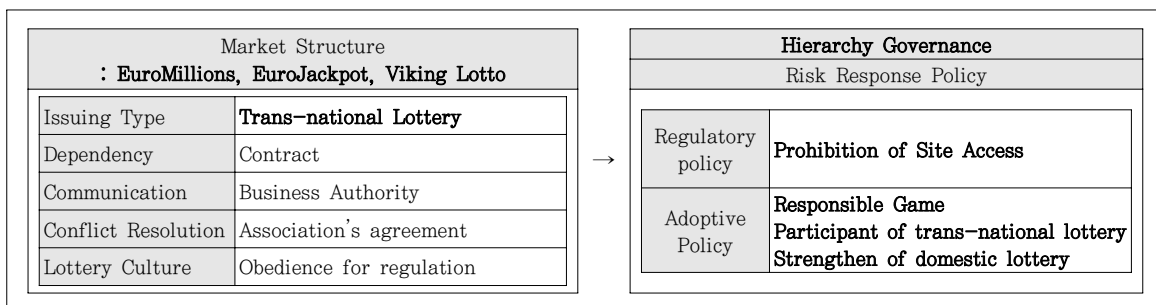 Market Structure
: EuroMillions, EuroJackpot, Viking Lotto
Issuing Type Trans-national Lottery
Dependency Contract
Communication Business Authority
Conflict Resolution Association's agreement
Lottery Culture Obedience for regulation
→
Hierarchy Governance
Risk Response Policy
Regulatory
policy
Prohibition of Site Access
Adoptive
Policy
Responsible Game
Participant of trans-national lottery
Strengthen of domestic lottery